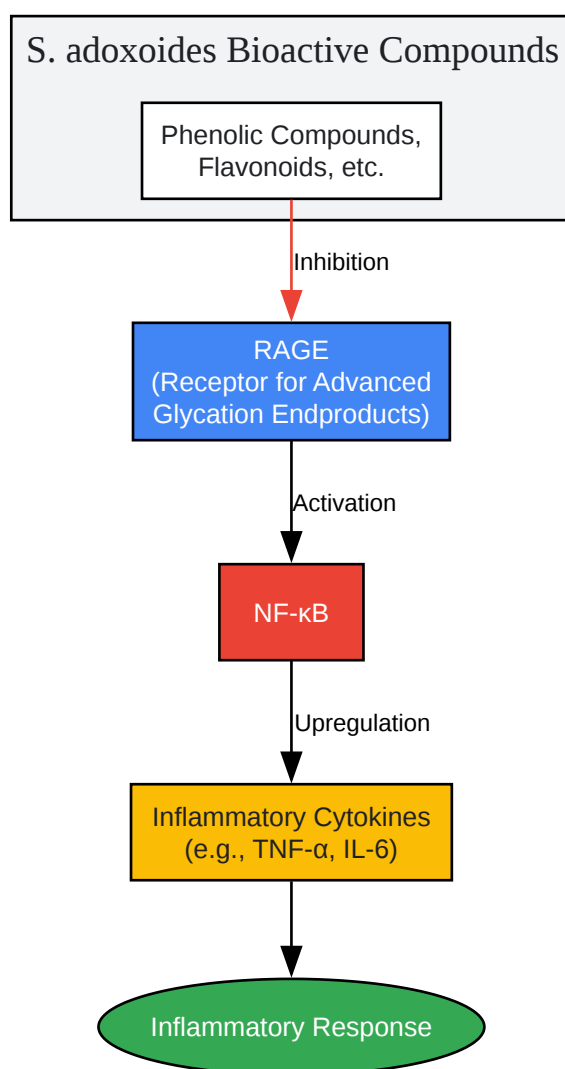 S. adoxoides Bioactive Compounds
Phenolic Compounds,
Flavonoids, etc.
Inhibition
RAGE
(Receptor for Advanced
Glycation Endproducts)
Activation
NF-κB
Upregulation
Inflammatory Cytokines
(e.g., TNF-α, IL-6)
Inflammatory Response